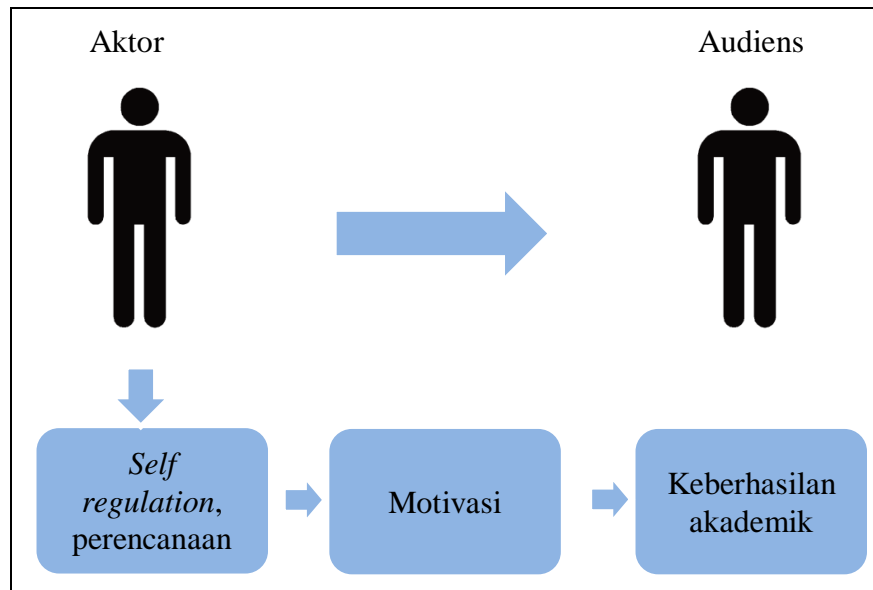 Aktor
Audiens
Self
regulation,
perencanaan
Motivasi
Keberhasilan
akademik